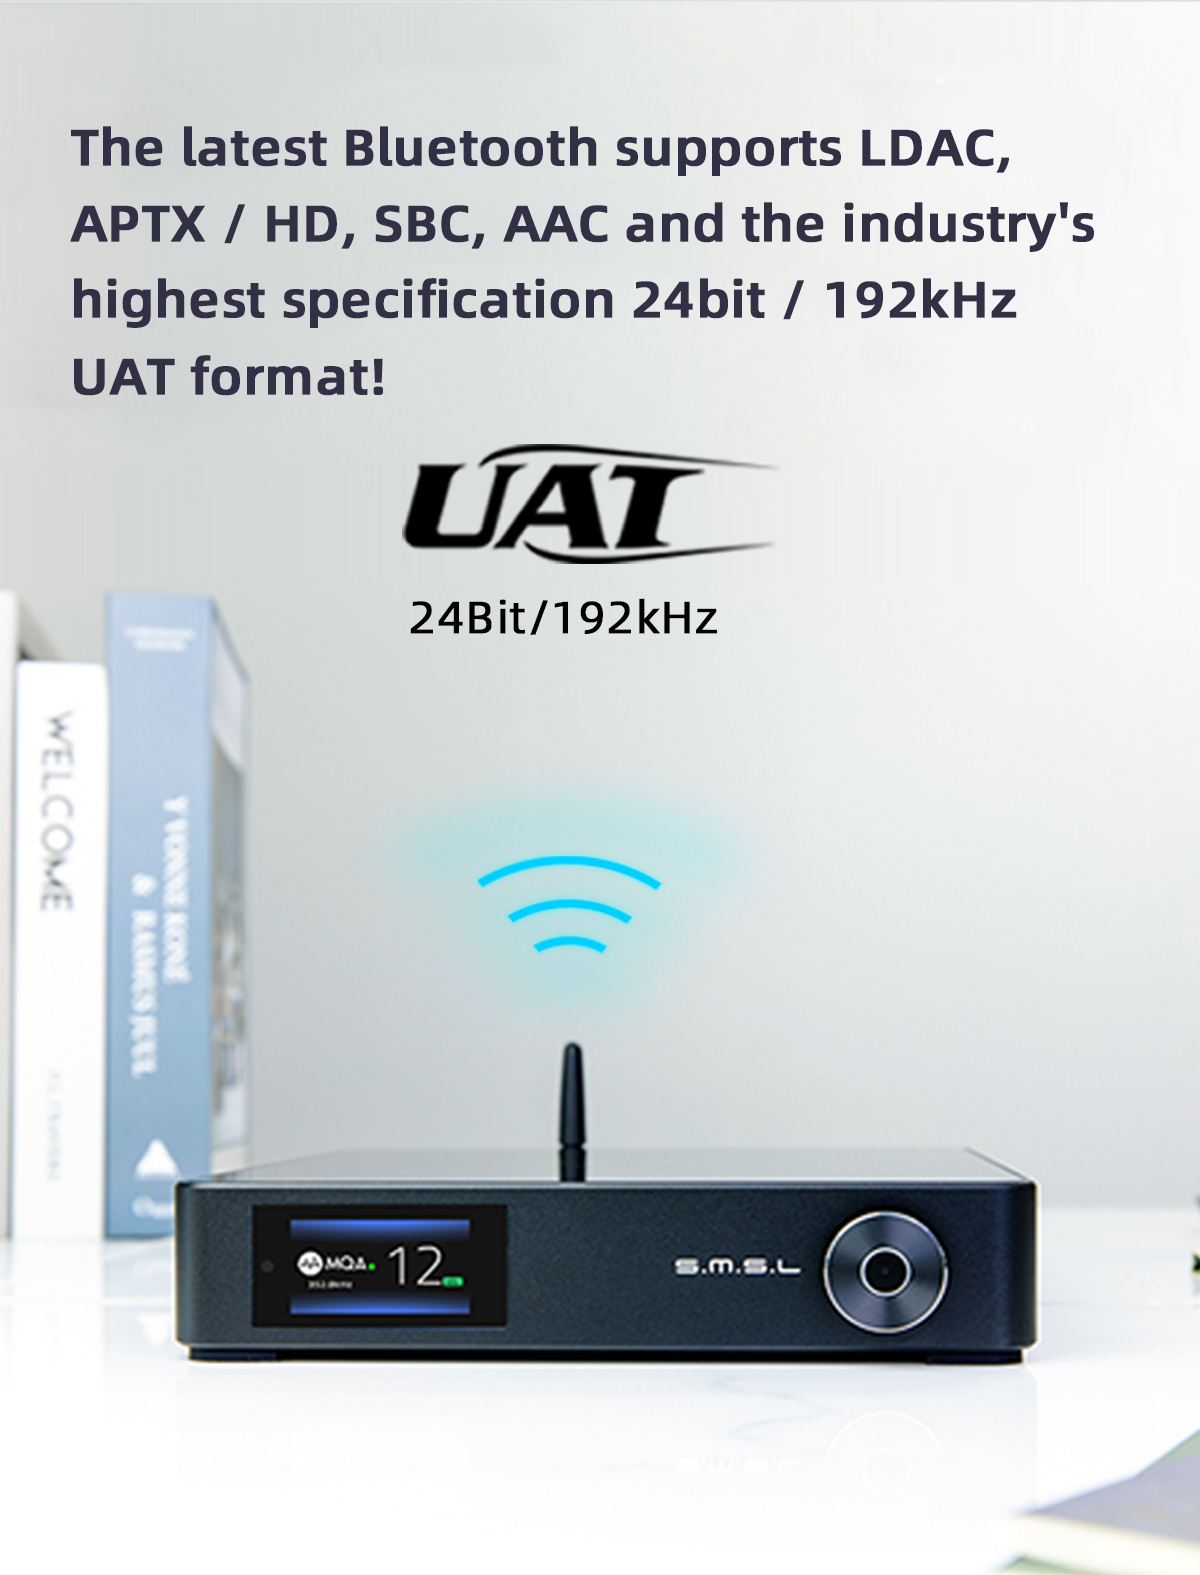 The latest Bluetooth supports LDAC,
APTX / HD, SBC, AAC and the industry's
highest specification 24bit / 192kHz
UAT format!
UAT
24Bit/192kHz
WELCOME
MQA
12
S.M.S.L